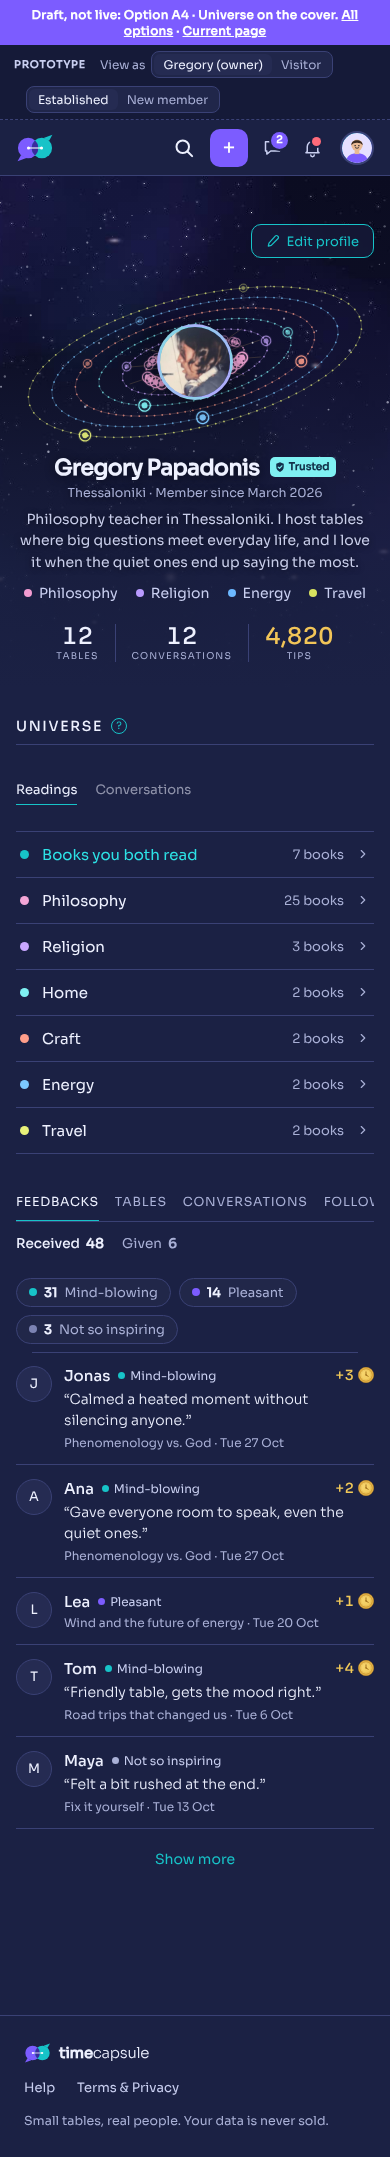 Draft, not live: Option A4 · Universe on the cover. All
options · Current page
PROTOTYPE View as Gregory (owner) Visitor
Established New member
+ 2
Edit profile
Gregory Papadonis Trusted
Thessaloniki · Member since March 2026
Philosophy teacher in Thessaloniki. I host tables
where big questions meet everyday life, and I love
it when the quiet ones end up saying the most.
Philosophy Religion Energy Travel
12 12 4,820
TABLES CONVERSATIONS TIPS
UNIVERSE ?
Readings Conversations
Books you both read 7 books
Philosophy 25 books
Religion 3 books
Home 2 books
Craft 2 books
Energy 2 books
Travel 2 books
FEEDBACKS TABLES CONVERSATIONS FOLLOW
Received 48 Given 6
31 Mind-blowing 14 Pleasant
3 Not so inspiring
J Jonas Mind-blowing +3
“Calmed a heated moment without
silencing anyone.”
Phenomenology vs. God · Tue 27 Oct
A Ana Mind-blowing +2
“Gave everyone room to speak, even the
quiet ones.”
Phenomenology vs. God · Tue 27 Oct
L Lea Pleasant +1
Wind and the future of energy · Tue 20 Oct
T Tom Mind-blowing +4
“Friendly table, gets the mood right.”
Road trips that changed us · Tue 6 Oct
M Maya Not so inspiring
“Felt a bit rushed at the end.”
Fix it yourself · Tue 13 Oct
Show more
timecapsule
Help Terms & Privacy
Small tables, real people. Your data is never sold.